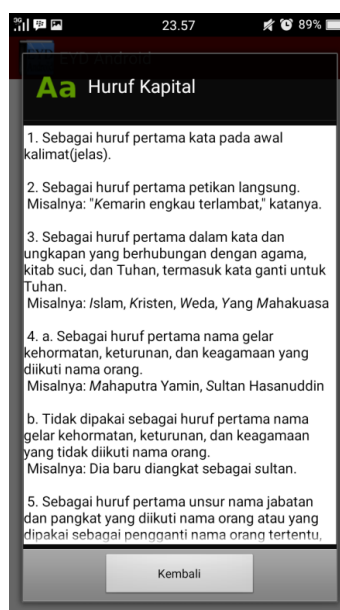 3G
23.57
89%
EYD Android
Aa Huruf Kapital
1. Sebagai huruf pertama kata pada awal
kalimat(jelas).
2. Sebagai huruf pertama petikan langsung.
Misalnya: "Kemarin engkau terlambat," katanya.
3. Sebagai huruf pertama dalam kata dan
ungkapan yang berhubungan dengan agama,
kitab suci, dan Tuhan, termasuk kata ganti untuk
Tuhan.
Misalnya: Islam, Kristen, Weda, Yang Mahakuasa
4. a. Sebagai huruf pertama nama gelar
kehormatan, keturunan, dan keagamaan yang
diikuti nama orang.
Misalnya: Mahaputra Yamin, Sultan Hasanuddin
b. Tidak dipakai sebagai huruf pertama nama
gelar kehormatan, keturunan, dan keagamaan
yang tidak diikuti nama orang.
Misalnya: Dia baru diangkat sebagai sultan.
5. Sebagai huruf pertama unsur nama jabatan
dan pangkat yang diikuti nama orang atau yang
dipakai sebagai pengganti nama orang tertentu,
Kembali